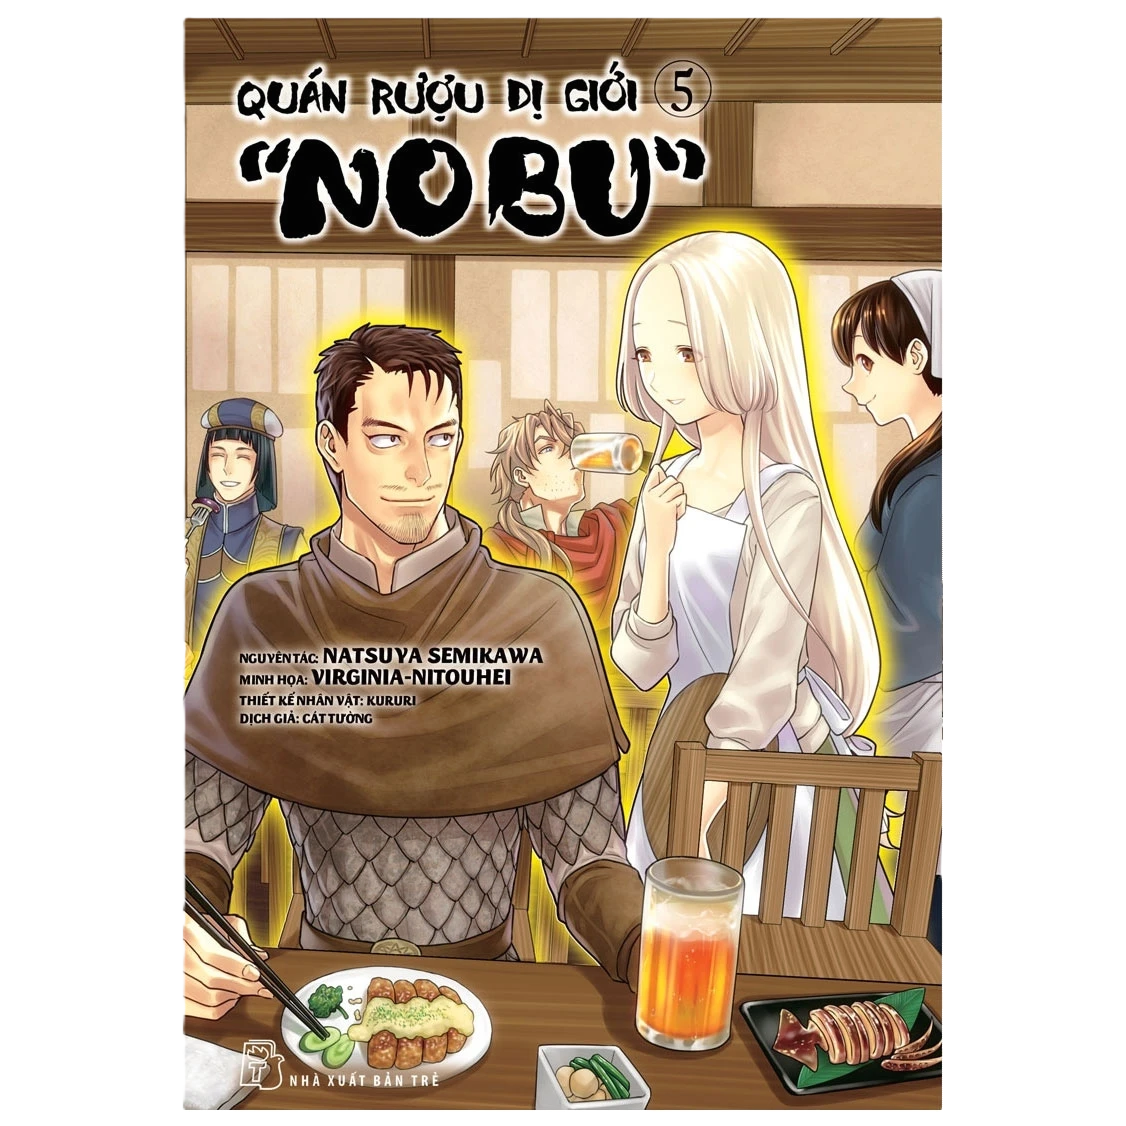 QUÁN RƯỢU DỊ GIỚI 5
“NOBU”
NGUYÊN TÁC: NATSUYA SEMIKAWA
MINH HỌA: VIRGINIA-NITOUHEI
THIẾT KẾ NHÂN VẬT: KURURI
DỊCH GIẢ: CÁT TƯỜNG
NHÀ XUẤT BẢN TRẺ